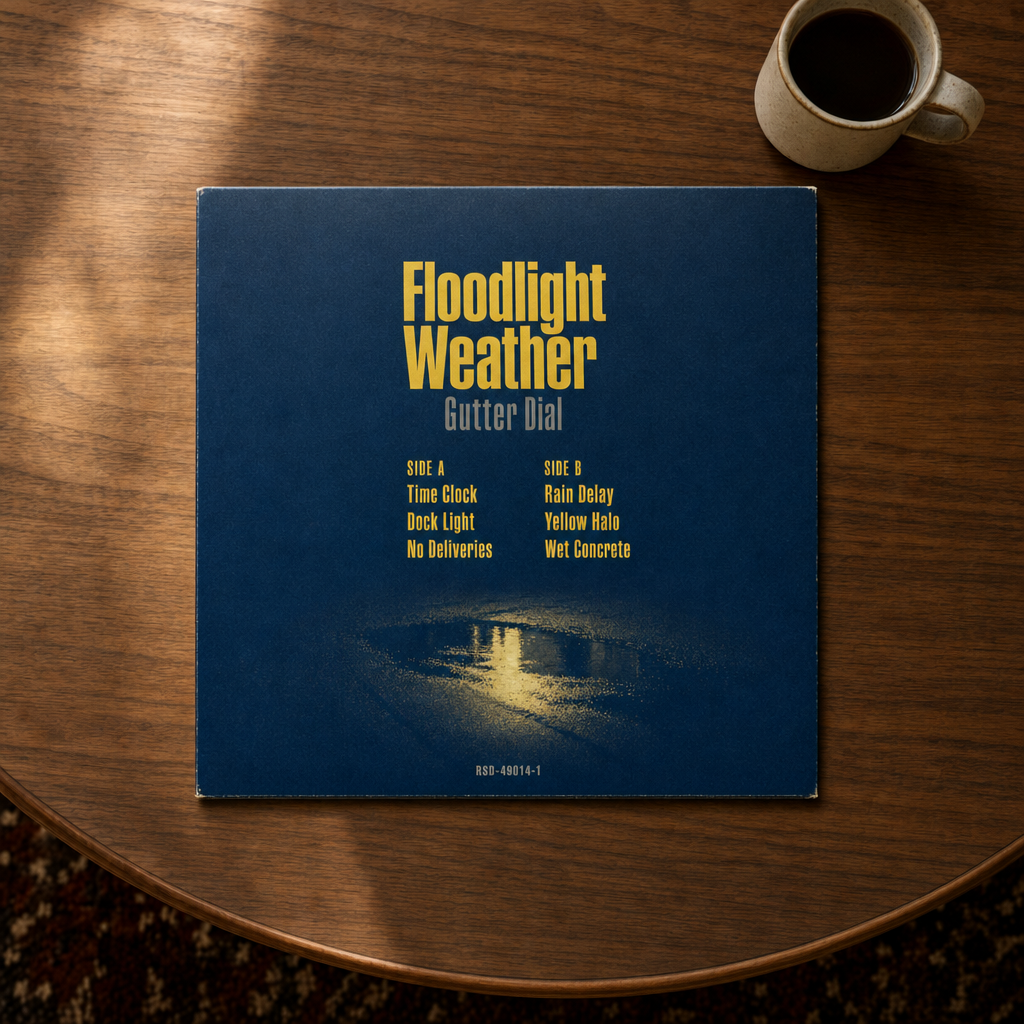 Floodlight
Weather
Gutter Dial
SIDE A
Time Clock
Dock Light
No Deliveries
SIDE B
Rain Delay
Yellow Halo
Wet Concrete
RSD-49014-1